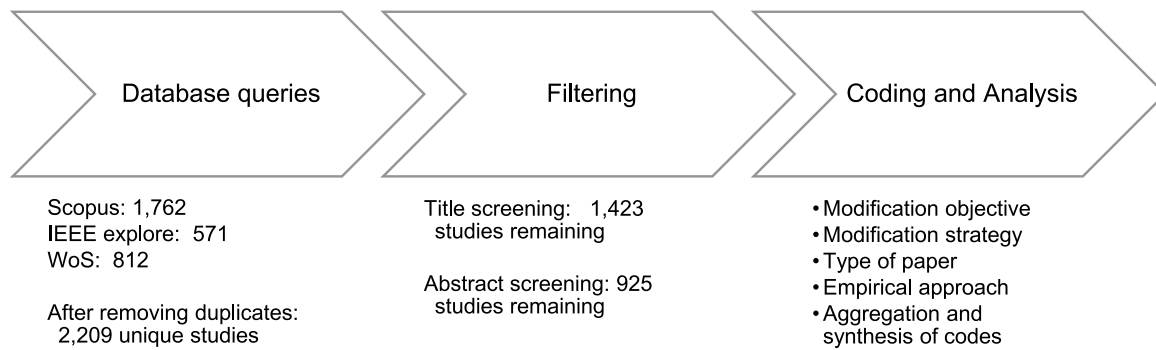 Database queries
Filtering
Coding and Analysis
Scopus: 1,762
IEEE explore: 571
WoS: 812
After removing duplicates:
2,209 unique studies
Title screening: 1,423
studies remaining
Abstract screening: 925
studies remaining
• Modification objective
• Modification strategy
• Type of paper
• Empirical approach
• Aggregation and
synthesis of codes